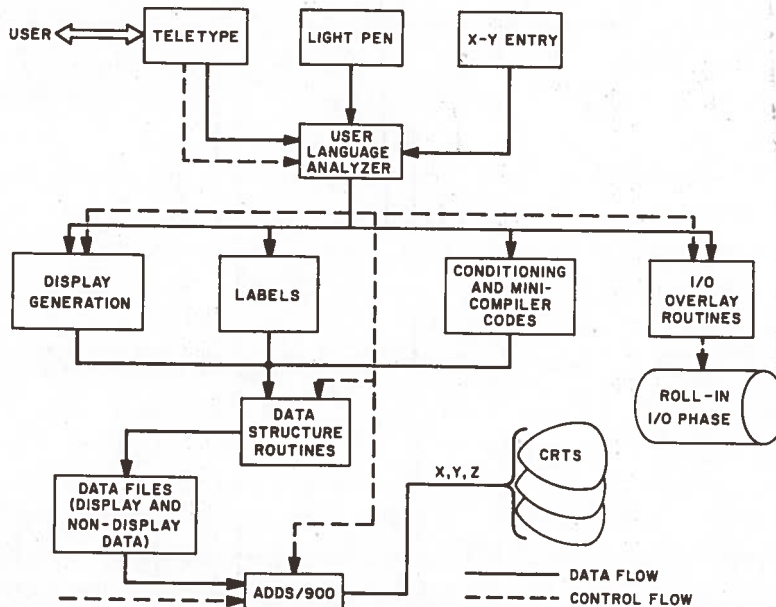 USER
TELETYPE
LIGHT PEN
X-Y ENTRY
USER
LANGUAGE
ANALYZER
DISPLAY
GENERATION
LABELS
CONDITIONING
AND MINI-
COMPILER
CODES
I/O
OVERLAY
ROUTINES
ROLL-IN
I/O PHASE
DATA
STRUCTURE
ROUTINES
DATA FILES
(DISPLAY AND
NON-DISPLAY
DATA)
X,Y,Z
CRTS
ADDS/900
DATA FLOW
CONTROL FLOW